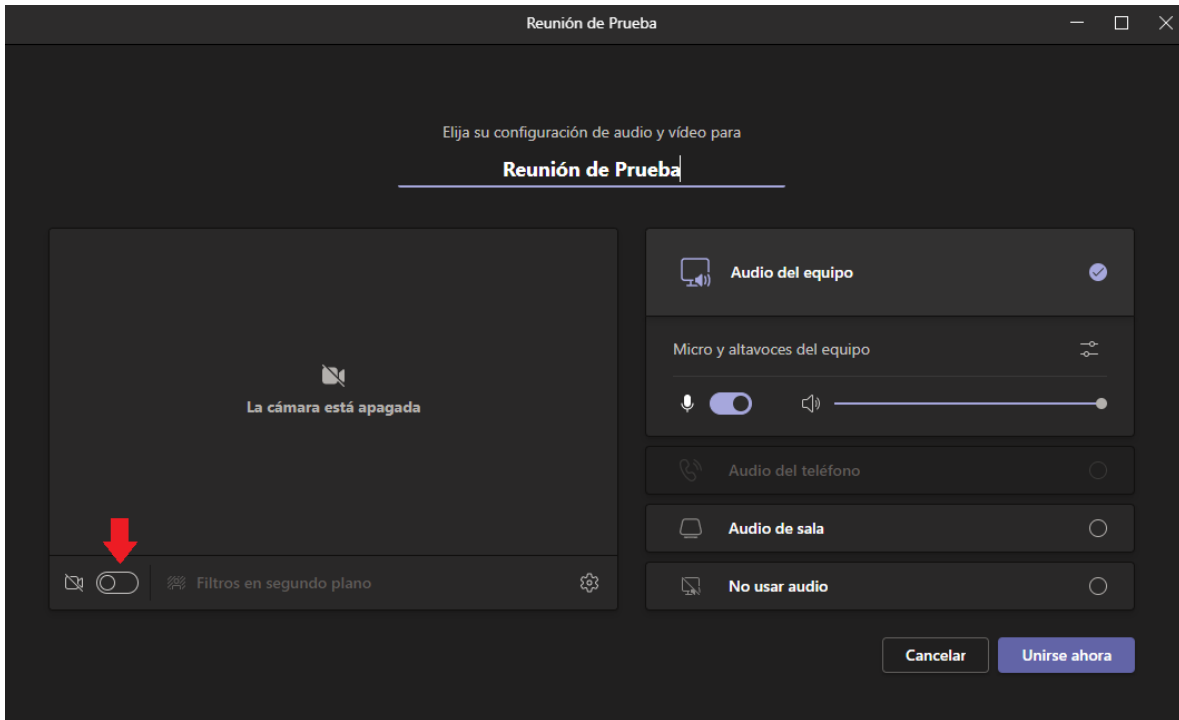 Reunión de Prueba
Elija su configuración de audio y vídeo para
Reunión de Prueba
La cámara está apagada
Filtros en segundo plano
Audio del equipo
Micro y altavoces del equipo
Audio del teléfono
Audio de sala
No usar audio
Cancelar
Unirse ahora